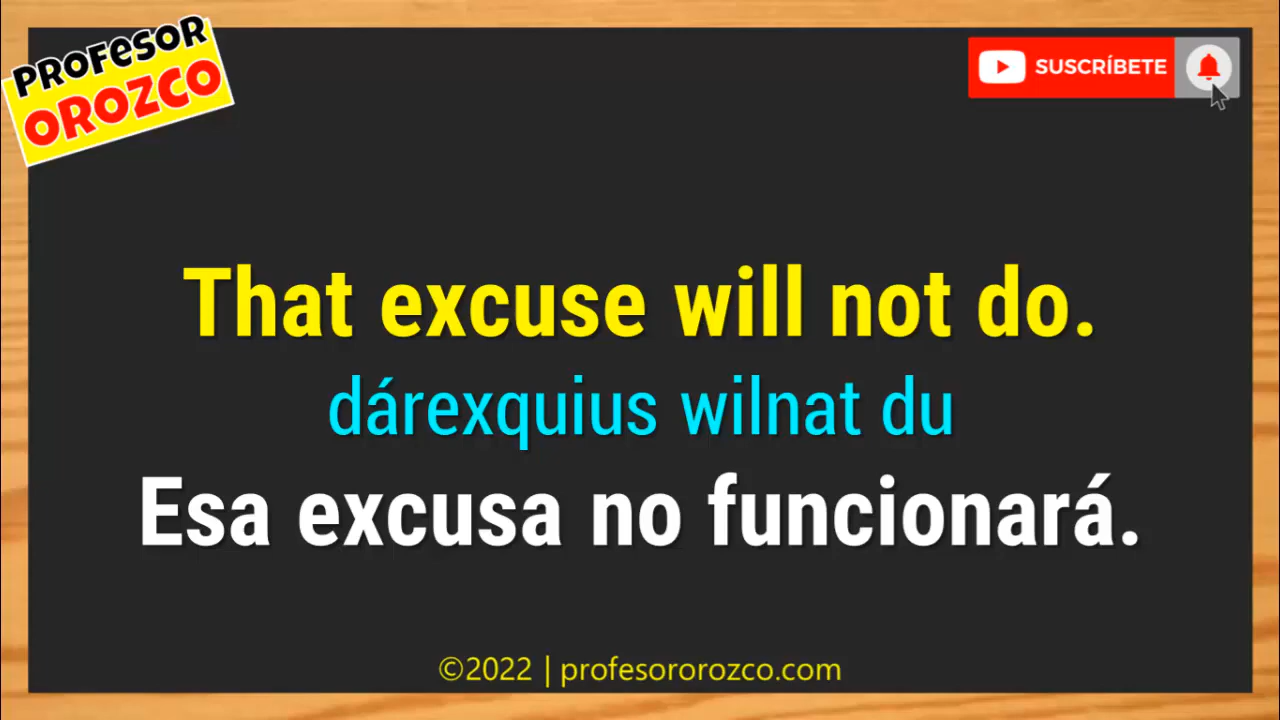 PROFESOR
OROZCO
SUSCRÍBETE
That excuse will not do.
dárexquius wilnat du
Esa excusa no funcionará.
©2022 | profesororozco.com